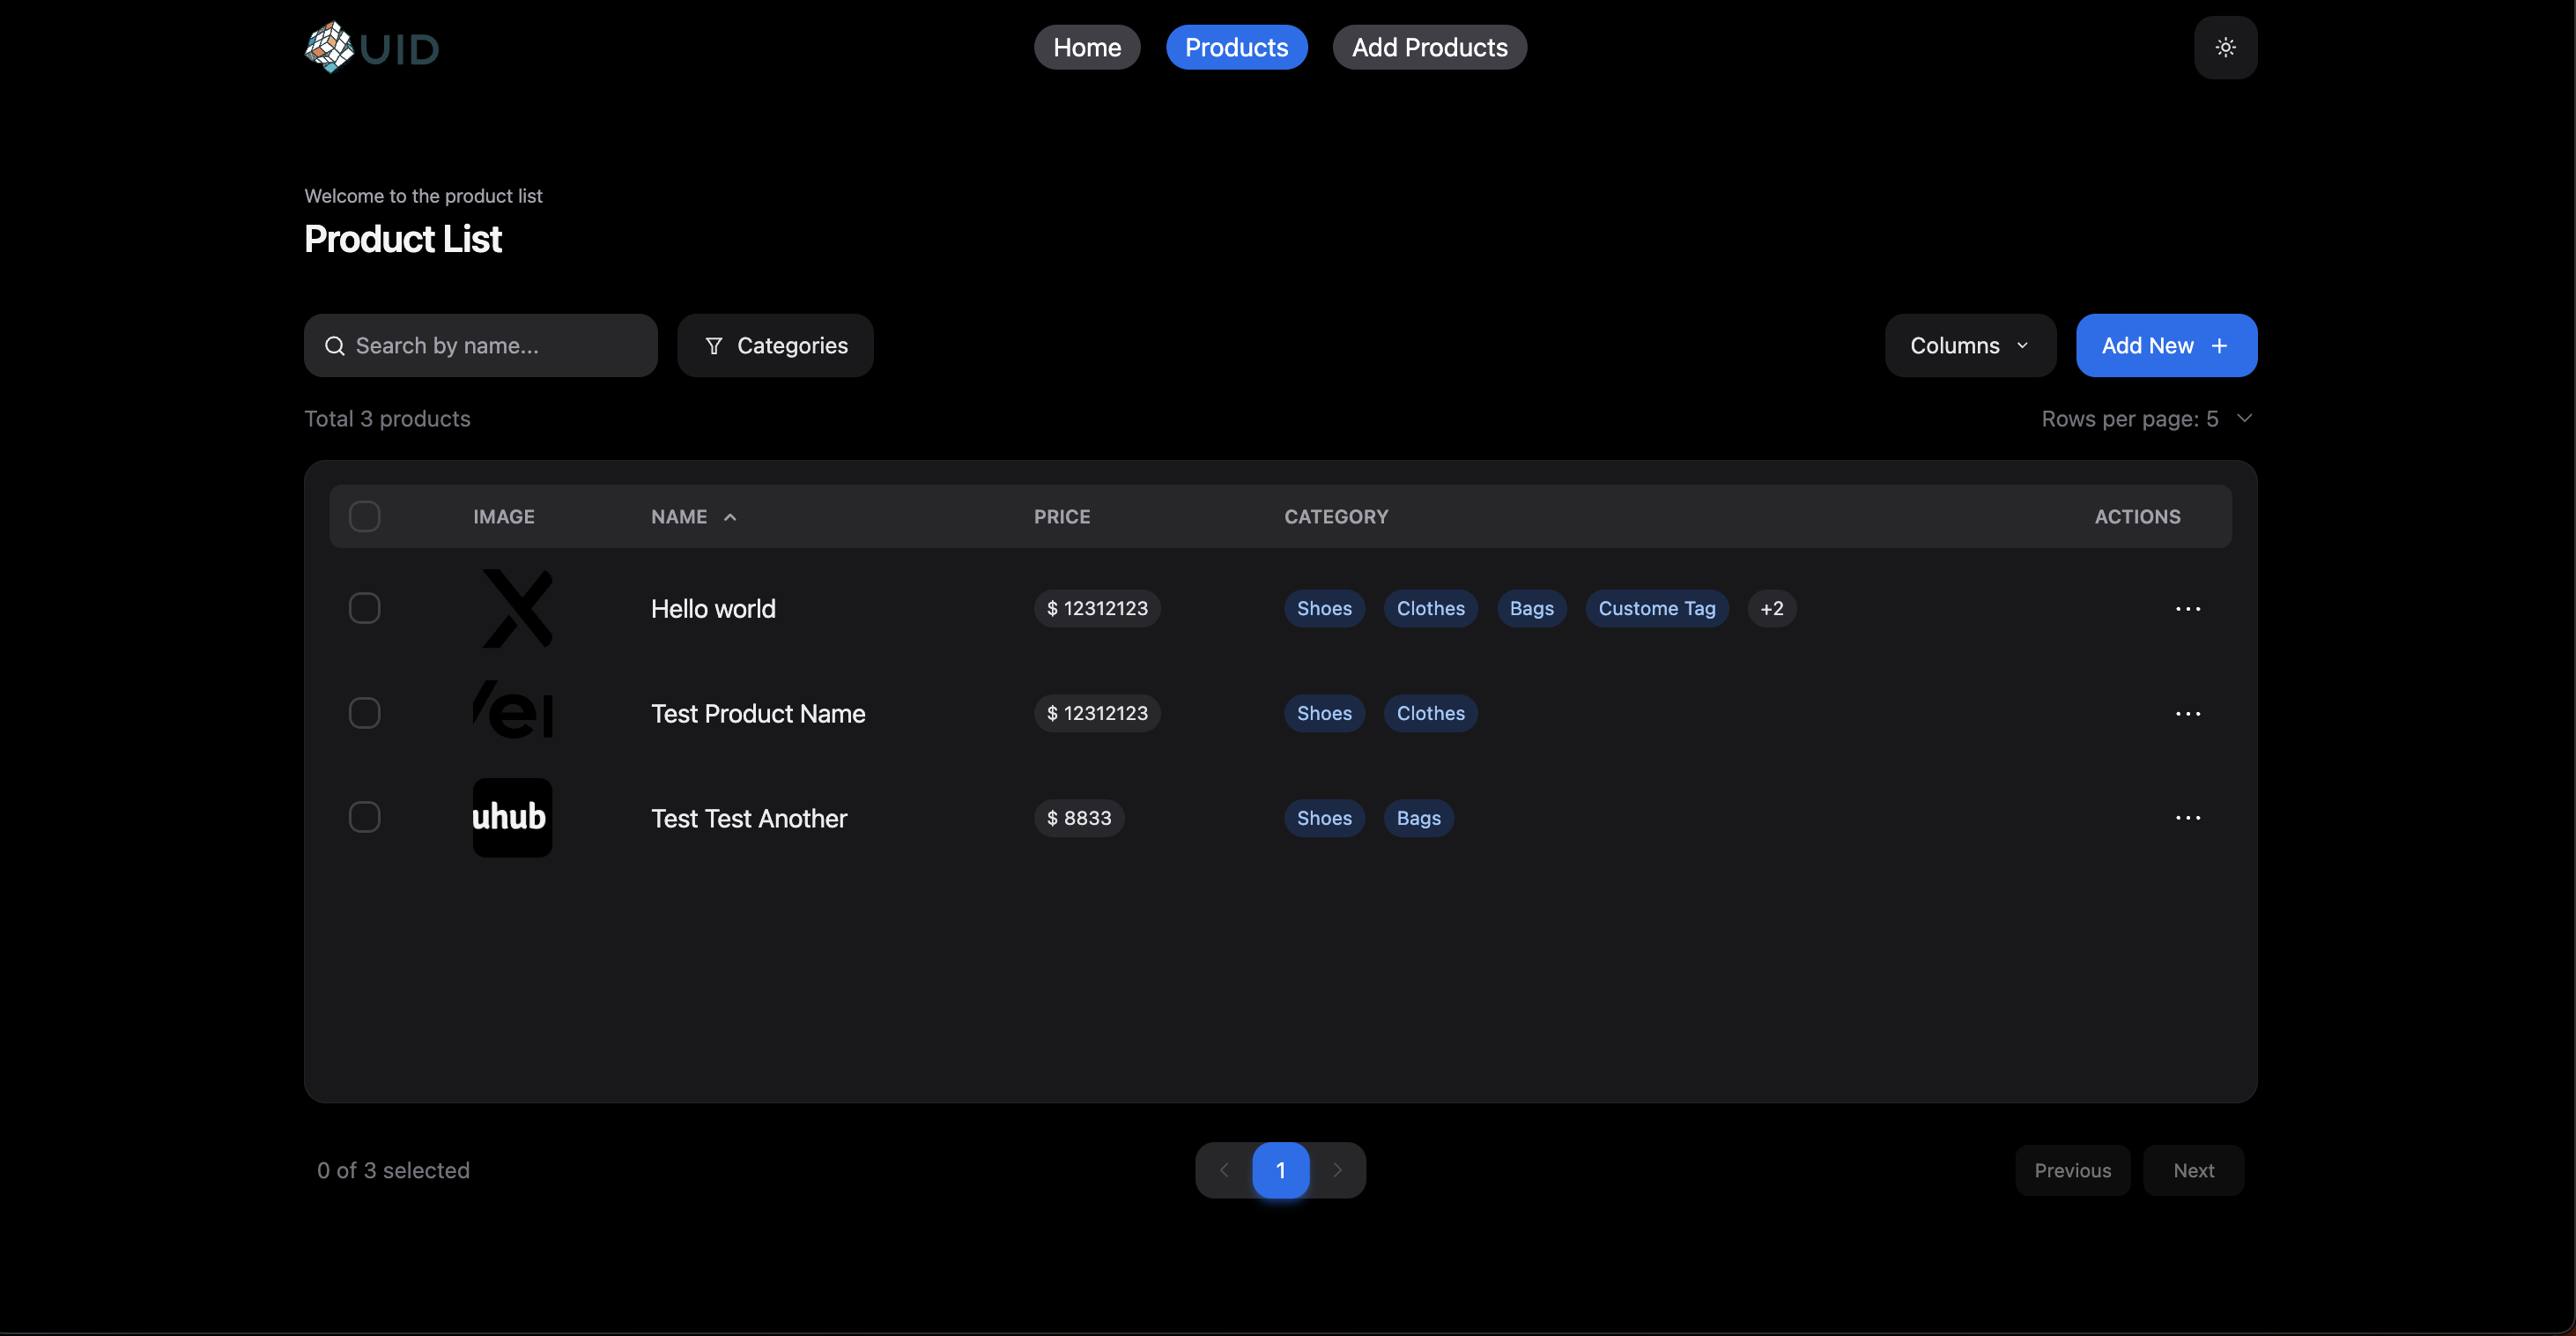 UID
Home
Products
Add Products
Welcome to the product list
Product List
Search by name...
Categories
Columns
Add New +
Total 3 products
Rows per page: 5
IMAGE NAME PRICE CATEGORY ACTIONS
X Hello world $ 12312123 Shoes Clothes Bags Custome Tag +2 ...
Test Product Name $ 12312123 Shoes Clothes ...
uhub Test Test Another $ 8833 Shoes Bags ...
0 of 3 selected
1
Previous
Next